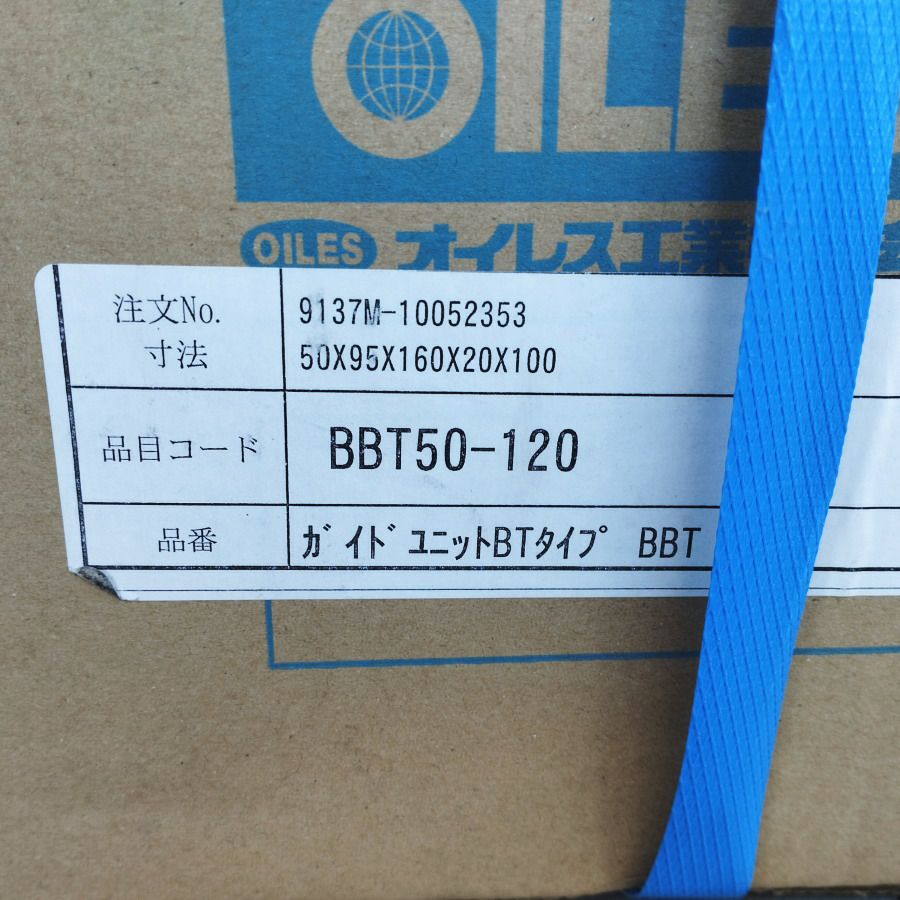 OILE
OILES オイレス工業
注文No. 9137M-10052353
寸法 50X95X160X20X100
品目コード BBT50-120
品番 ｶﾞｲﾄﾞﾕﾆｯﾄBTﾀｲﾌﾟ BBT